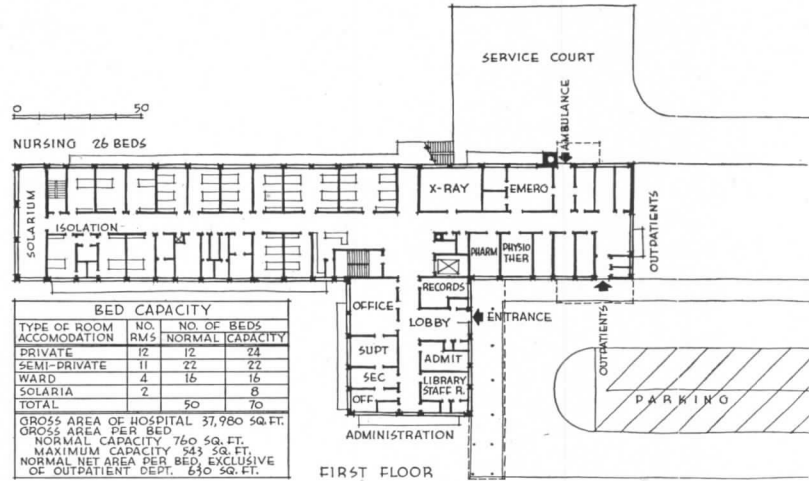 SERVICE COURT
0 50
AMBULANCE
NURSING 26 BEDS
X-RAY
EMERG
SOLARIUM
ISOLATION
OUTPATIENTS
PHARM
PHYSIO
THER
RECORDS
OFFICE
LOBBY
ENTRANCE
SUPT
ADMIT
SEC
LIBRARY
STAFF R.
OFF
OUTPATIENTS
PARKING
ADMINISTRATION
BED CAPACITY
TYPE OF ROOM ACCOMODATION NO. RMS NO. OF BEDS
NORMAL CAPACITY
PRIVATE 12 12 24
SEMI-PRIVATE 11 22 22
WARD 4 16 16
SOLARIA 2 8
TOTAL 50 70
GROSS AREA OF HOSPITAL 37,980 SQ. FT.
GROSS AREA PER BED
NORMAL CAPACITY 760 SQ. FT.
MAXIMUM CAPACITY 543 SQ. FT.
NORMAL NET AREA PER BED, EXCLUSIVE
OF OUTPATIENT DEPT. 630 SQ. FT.
FIRST FLOOR